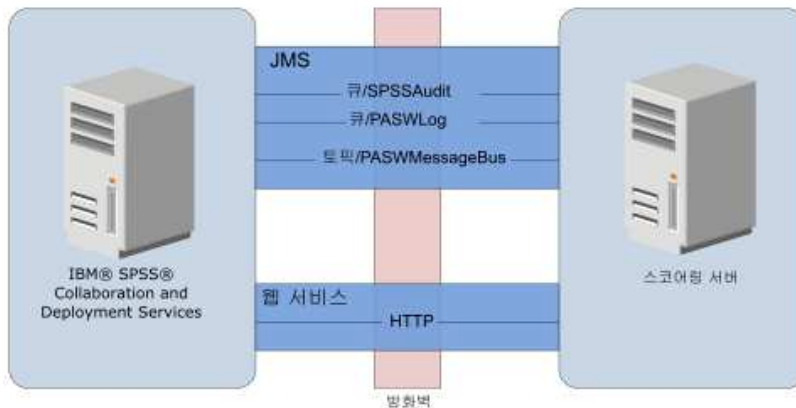 JMS
큐/SPSSAudit
큐/PASWLog
토픽/PASWMessageBus
IBM® SPSS®
Collaboration and
Deployment Services
스코어링 서버
웹 서비스
HTTP
방화벽